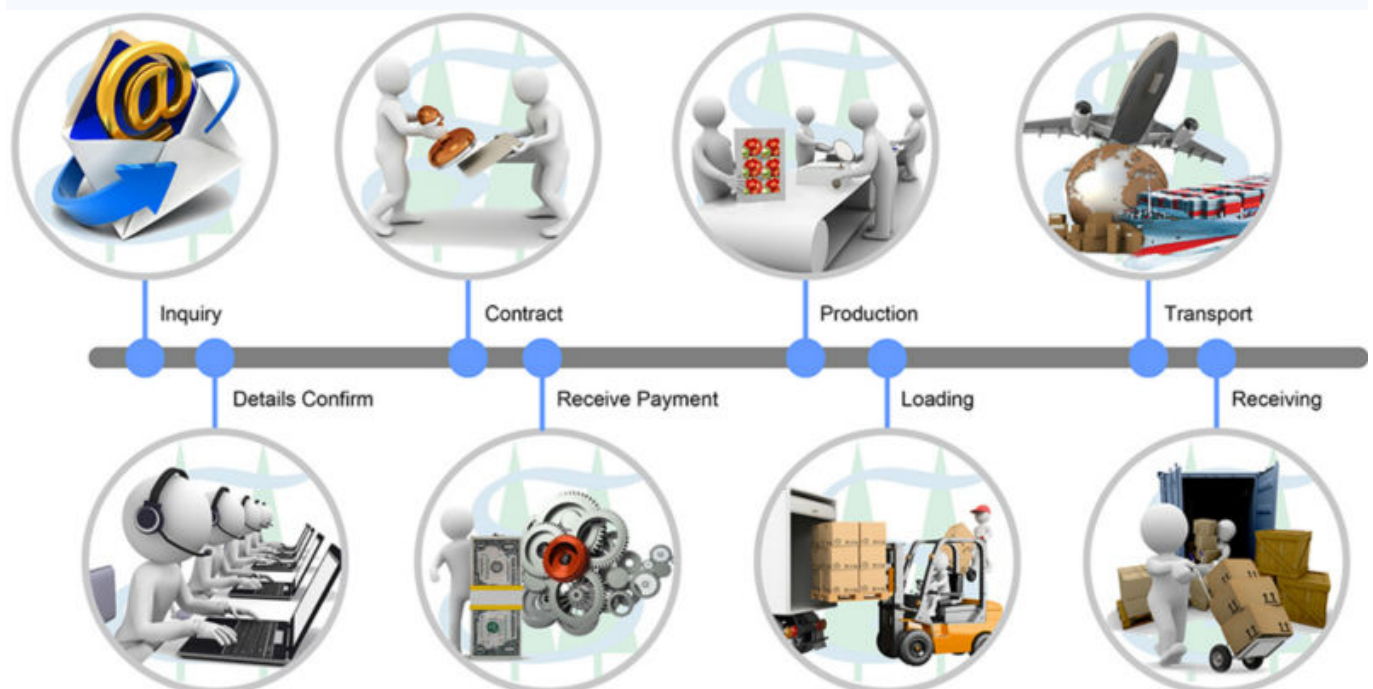 Inquiry
Details Confirm
Contract
Receive Payment
Production
Loading
Transport
Receiving